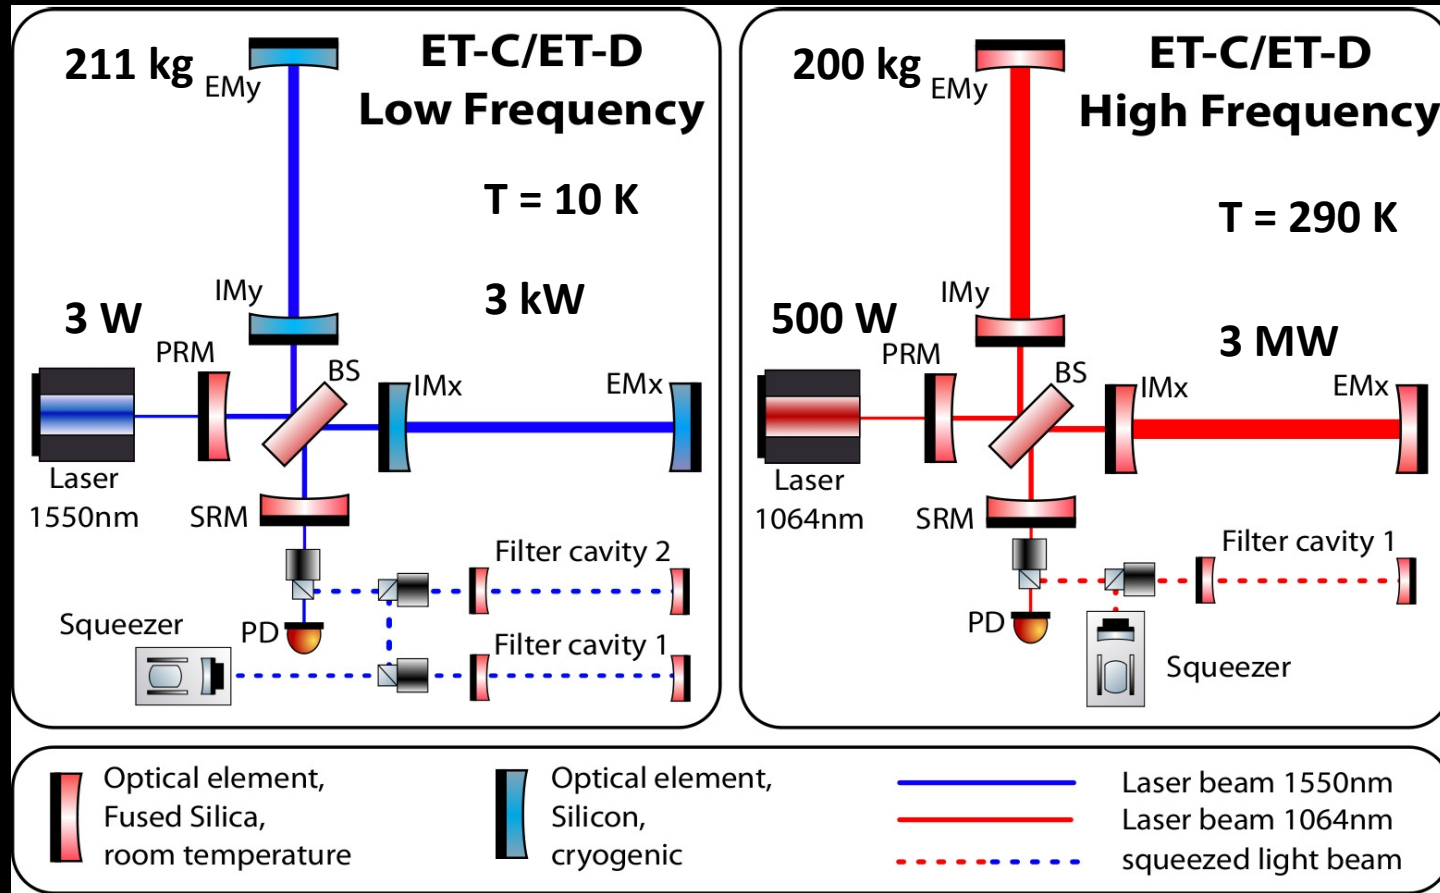 211 kg
EMy
ET-C/ET-D
Low Frequency
T = 10 K
IMy
3 kW
3 W
PRM
BS
IMx
EMx
Laser
1550nm
SRM
Filter cavity 2
Squeezer
PD
Filter cavity 1
200 kg
EMy
ET-C/ET-D
High Frequency
T = 290 K
IMy
500 W
3 MW
PRM
BS
IMx
EMx
Laser
1064nm
SRM
Filter cavity 1
PD
Squeezer
Optical element,
Fused Silica,
room temperature
Optical element,
Silicon,
cryogenic
Laser beam 1550nm
Laser beam 1064nm
squeezed light beam